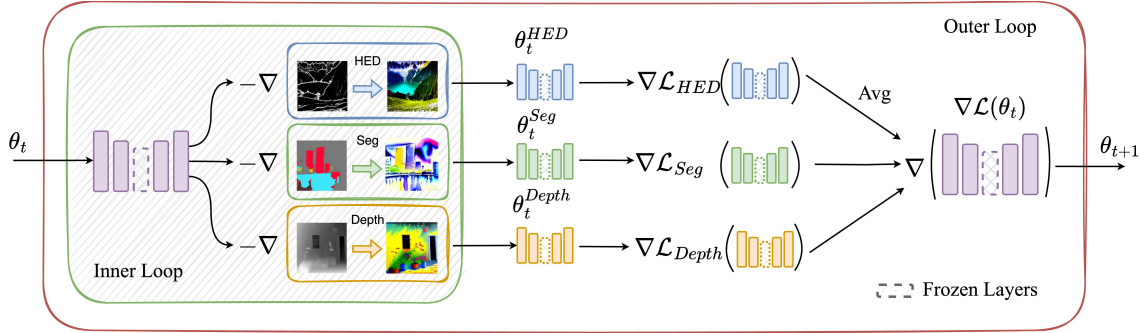 Outer Loop
θ_t
Inner Loop
−∇
HED
−∇
Seg
−∇
Depth
θ_t^{HED}
θ_t^{Seg}
θ_t^{Depth}
∇ℒ_{HED}( )
∇ℒ_{Seg}( )
∇ℒ_{Depth}( )
Avg
∇ℒ(θ_t)
∇( )
θ_{t+1}
Frozen Layers